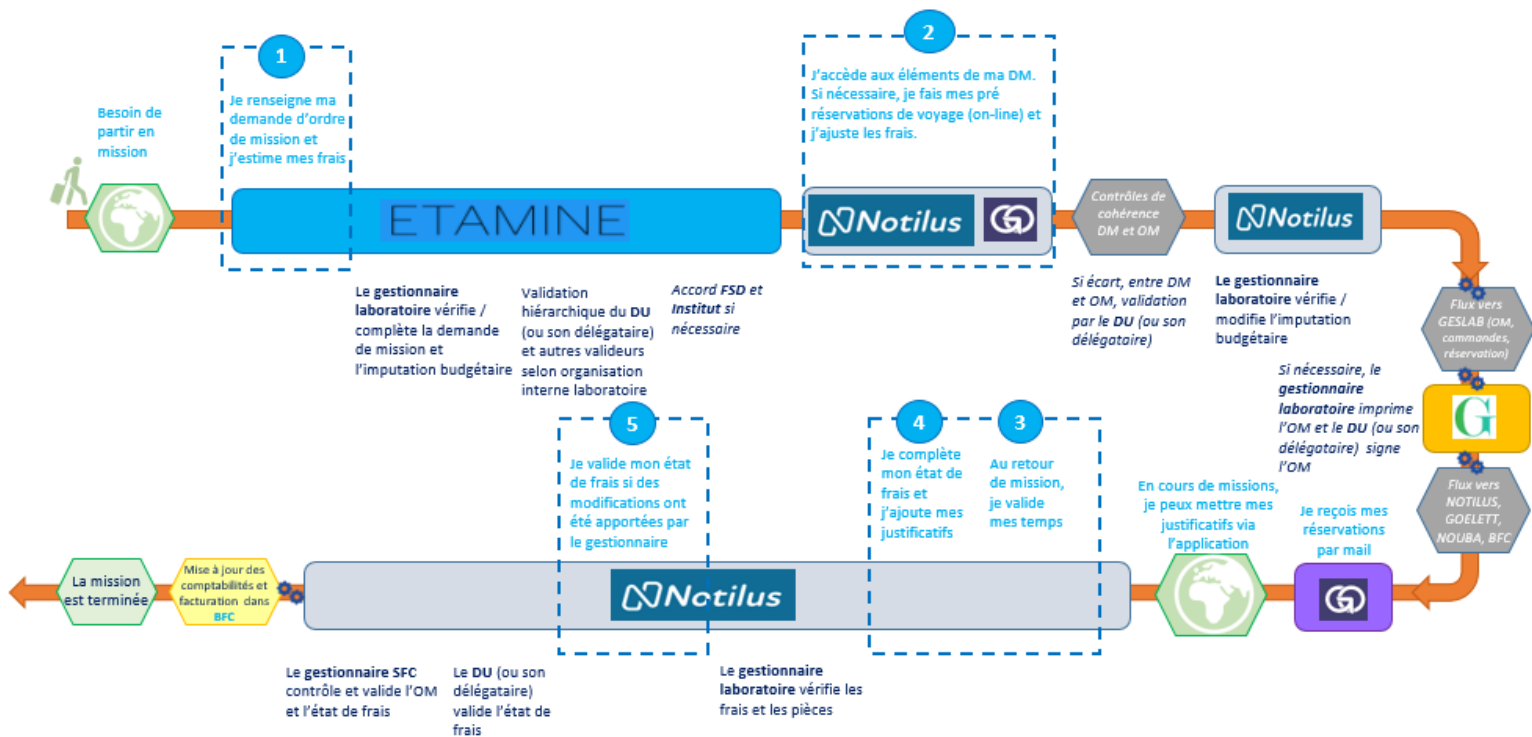 1
Je renseigne ma
demande d'ordre
de mission et
j'estime mes frais
2
J'accède aux éléments de ma DM.
Si nécessaire, je fais mes pré
réservations de voyage (on-line) et
j'ajuste les frais.
Besoin de
partir en
mission
ETAMINE
Notilus
Contrôles de
cohérence
DM et OM
Notilus
Le gestionnaire
laboratoire vérifie /
complète la demande
de mission et
l'imputation budgétaire
Validation
hiérarchique du DU
(ou son délégataire)
et autres valideurs
selon organisation
interne laboratoire
Accord FSD et
Institut si
nécessaire
Si écart, entre DM
et OM, validation
par le DU (ou son
délégataire)
Le gestionnaire
laboratoire vérifie /
modifie l'imputation
budgétaire
Flux vers
GESLAB (OM,
commandes,
réservation)
Si nécessaire, le
gestionnaire
laboratoire imprime
l'OM et le DU (ou son
délégataire) signe
l'OM
G
Flux vers
NOTILUS,
GOELETT,
NOUBA, BFC
5
Je valide mon état
de frais si des
modifications ont
été apportées par
le gestionnaire
4
Je complète
mon état de
frais et
j'ajoute mes
justificatifs
3
Au retour
de mission,
je valide
mes temps
En cours de missions,
je peux mettre mes
justificatifs via
l'application
Je reçois mes
réservations
par mail
La mission
est terminée
Mise à jour des
comptabilités et
facturation dans
BFC
Notilus
Le gestionnaire SFC
contrôle et valide l'OM
et l'état de frais
Le DU (ou son
délégataire)
valide l'état de
frais
Le gestionnaire
laboratoire vérifie les
frais et les pièces